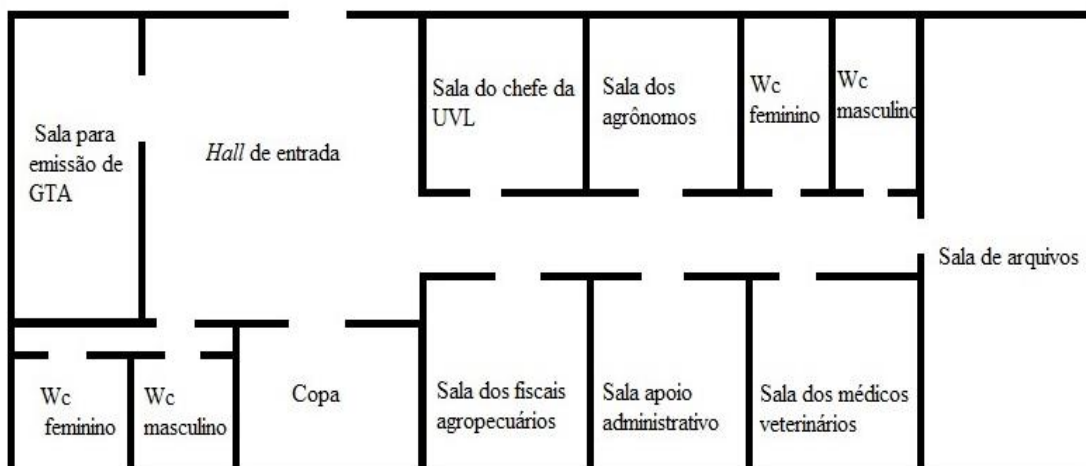 Sala para
emissão de
GTA
Hall de entrada
Sala do chefe da
UVL
Sala dos
agrônomos
Wc
feminino
Wc
masculino
Sala de arquivos
Wc
feminino
Wc
masculino
Copa
Sala dos fiscais
agropecuários
Sala apoio
administrativo
Sala dos médicos
veterinários